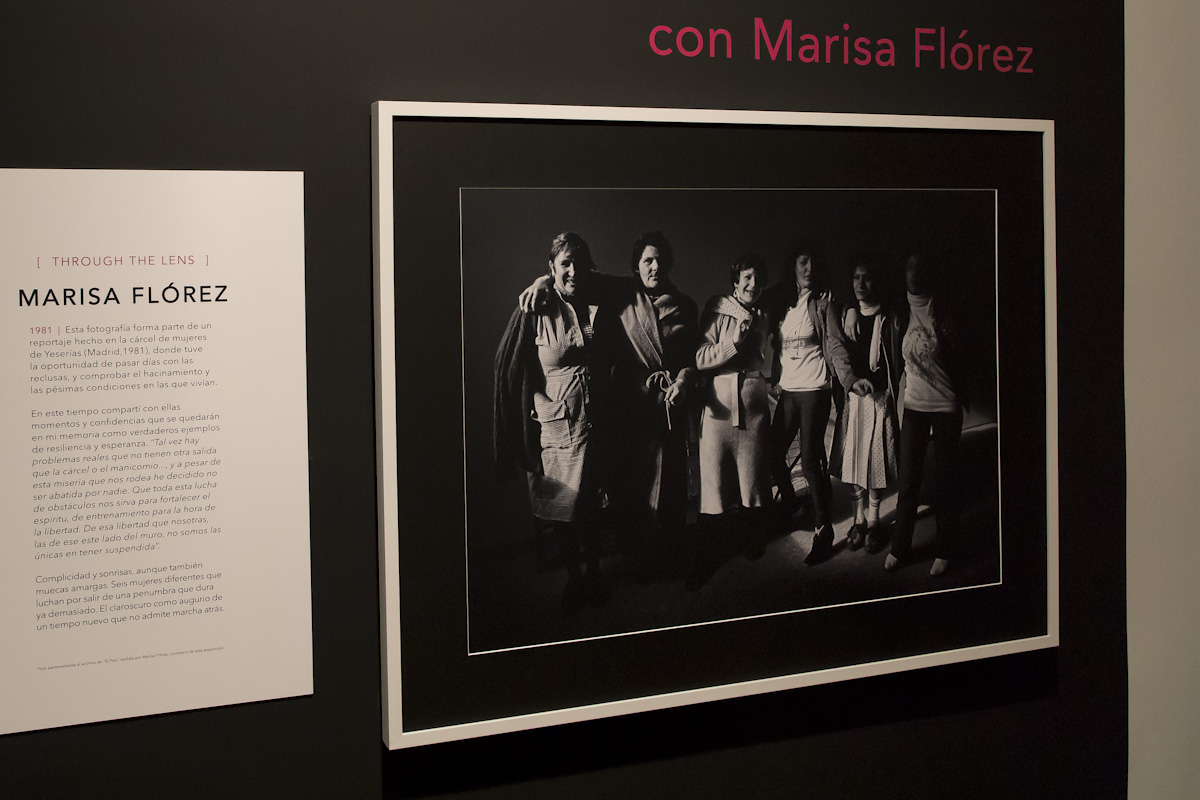 con Marisa Flórez
[ THROUGH THE LENS ]
MARISA FLÓREZ
1981 | Esta fotografía forma parte de un
reportaje hecho en la cárcel de mujeres
de Yeserías (Madrid,1981), donde tuve
la oportunidad de pasar días con las
reclusas, y comprobar el hacinamiento y
las pésimas condiciones en las que vivían.
En este tiempo compartí con ellas
momentos y confidencias que se quedarán
en mi memoria como verdaderos ejemplos
de resiliencia y esperanza. “Tal vez hay
problemas reales que no tienen otra salida
que la cárcel o el manicomio..., y a pesar de
esta miseria que nos rodea he decidido no
ser abatida por nadie. Que toda esta lucha
de obstáculos nos sirva para fortalecer el
espíritu, de entrenamiento para la hora de
la libertad. De esa libertad que nosotras,
las de ese este lado del muro, no somos las
únicas en tener suspendida”.
Complicidad y sonrisas, aunque también
muecas amargas. Seis mujeres diferentes que
luchan por salir de una penumbra que dura
ya demasiado. El claroscuro como augurio de
un tiempo nuevo que no admite marcha atrás.